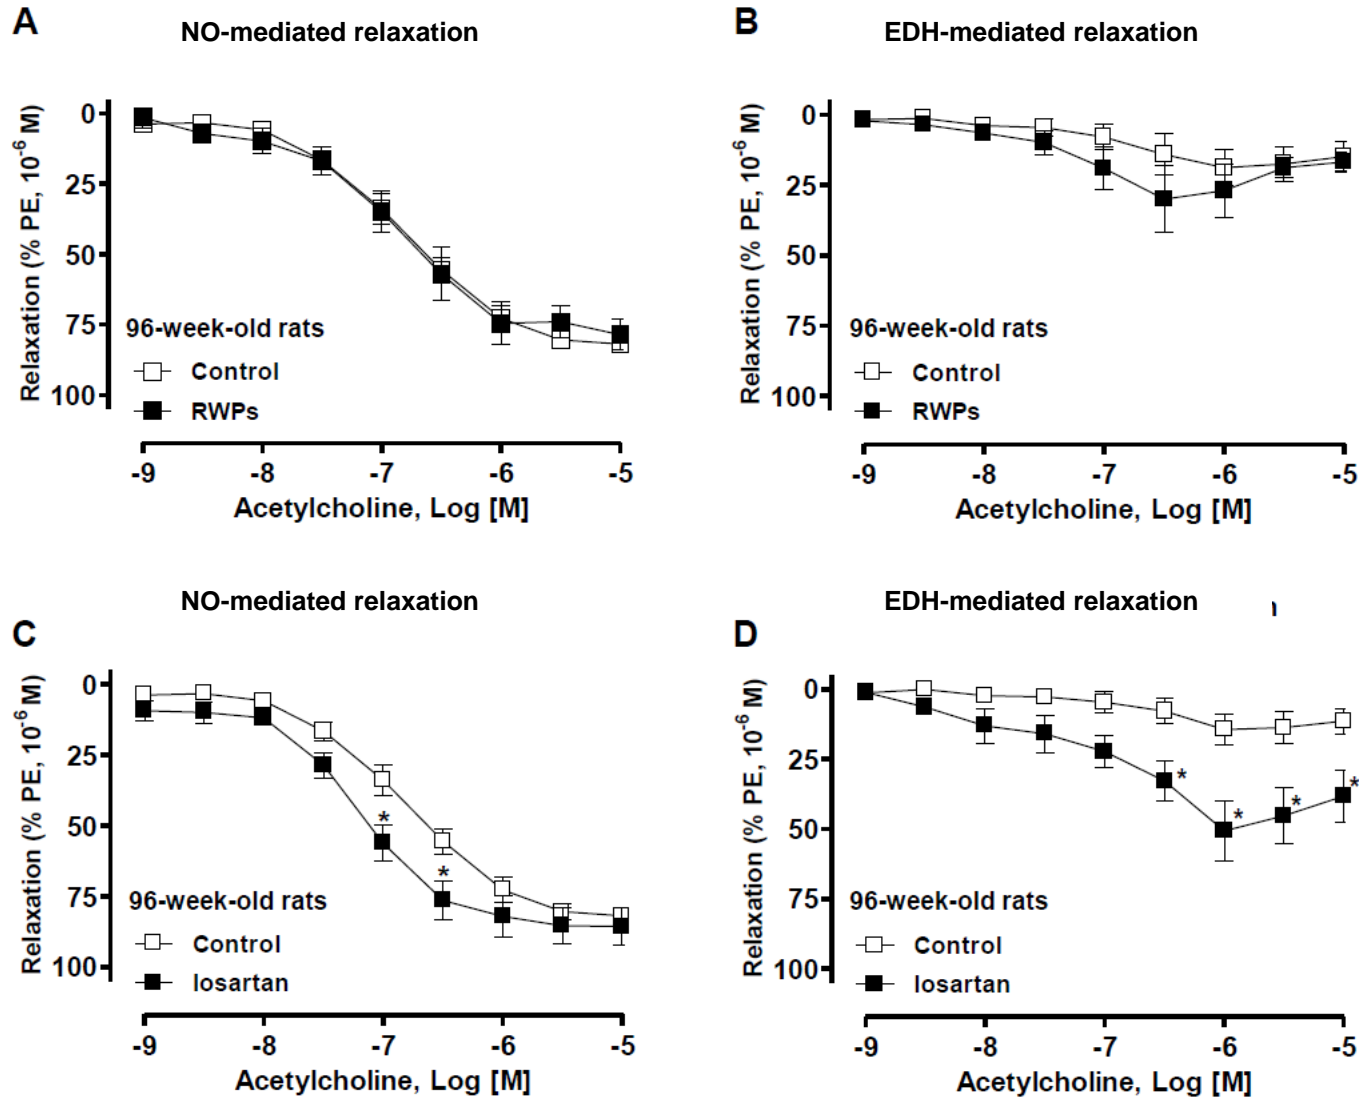 A
NO-mediated relaxation
Relaxation (% PE, 10-6 M)
0
25
50
75
100
96-week-old rats
Control
RWPs
-9 -8 -7 -6 -5
Acetylcholine, Log [M]
B
EDH-mediated relaxation
Relaxation (% PE, 10-6 M)
0
25
50
75
100
96-week-old rats
Control
RWPs
-9 -8 -7 -6 -5
Acetylcholine, Log [M]
NO-mediated relaxation
C
Relaxation (% PE, 10-6 M)
0
25
50
75
100
*
*
96-week-old rats
Control
losartan
-9 -8 -7 -6 -5
Acetylcholine, Log [M]
EDH-mediated relaxation
D
Relaxation (% PE, 10-6 M)
0
25
50
75
100
*
*
*
*
96-week-old rats
Control
losartan
-9 -8 -7 -6 -5
Acetylcholine, Log [M]